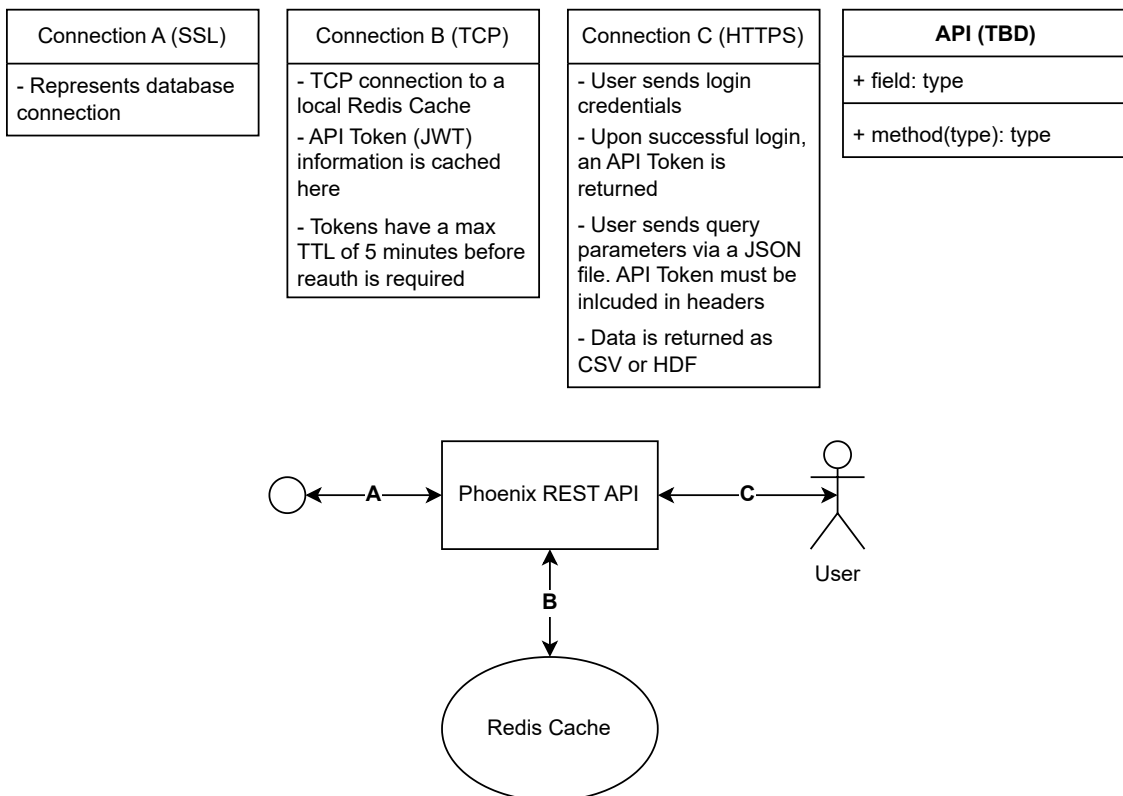 Connection A (SSL)
- Represents database
connection
Connection B (TCP)
- TCP connection to a
local Redis Cache
- API Token (JWT)
information is cached
here
- Tokens have a max
TTL of 5 minutes before
reauth is required
Connection C (HTTPS)
- User sends login
credentials
- Upon successful login,
an API Token is
returned
- User sends query
parameters via a JSON
file. API Token must be
inlcuded in headers
- Data is returned as
CSV or HDF
API (TBD)
+ field: type
+ method(type): type
A
Phoenix REST API
C
User
B
Redis Cache